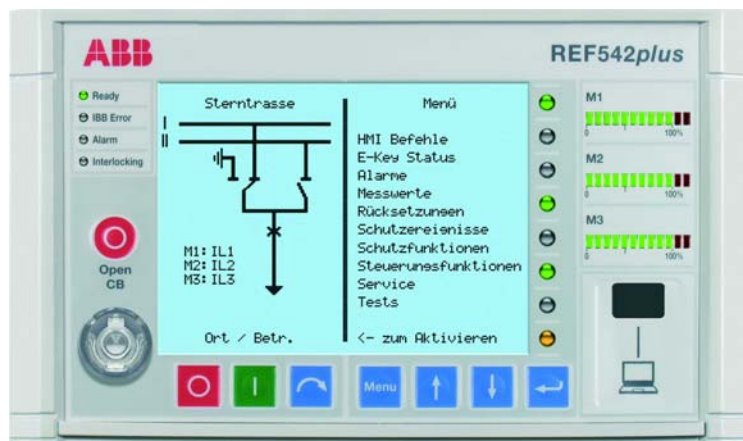 ABB
REF542plus
Ready
IBB Error
Alarm
Interlocking
Open
CB
Sterntrasse
I
II
M1: IL1
M2: IL2
M3: IL3
Ort / Betr.
Menü
HMI Befehle
E-Key Status
Alarme
Messwerte
Rücksetzungen
Schutzereignisse
Schutzfunktionen
Steuerungsfunktionen
Service
Tests
<- zum Aktivieren
M1
0 100%
M2
0 100%
M3
0 100%
Menu